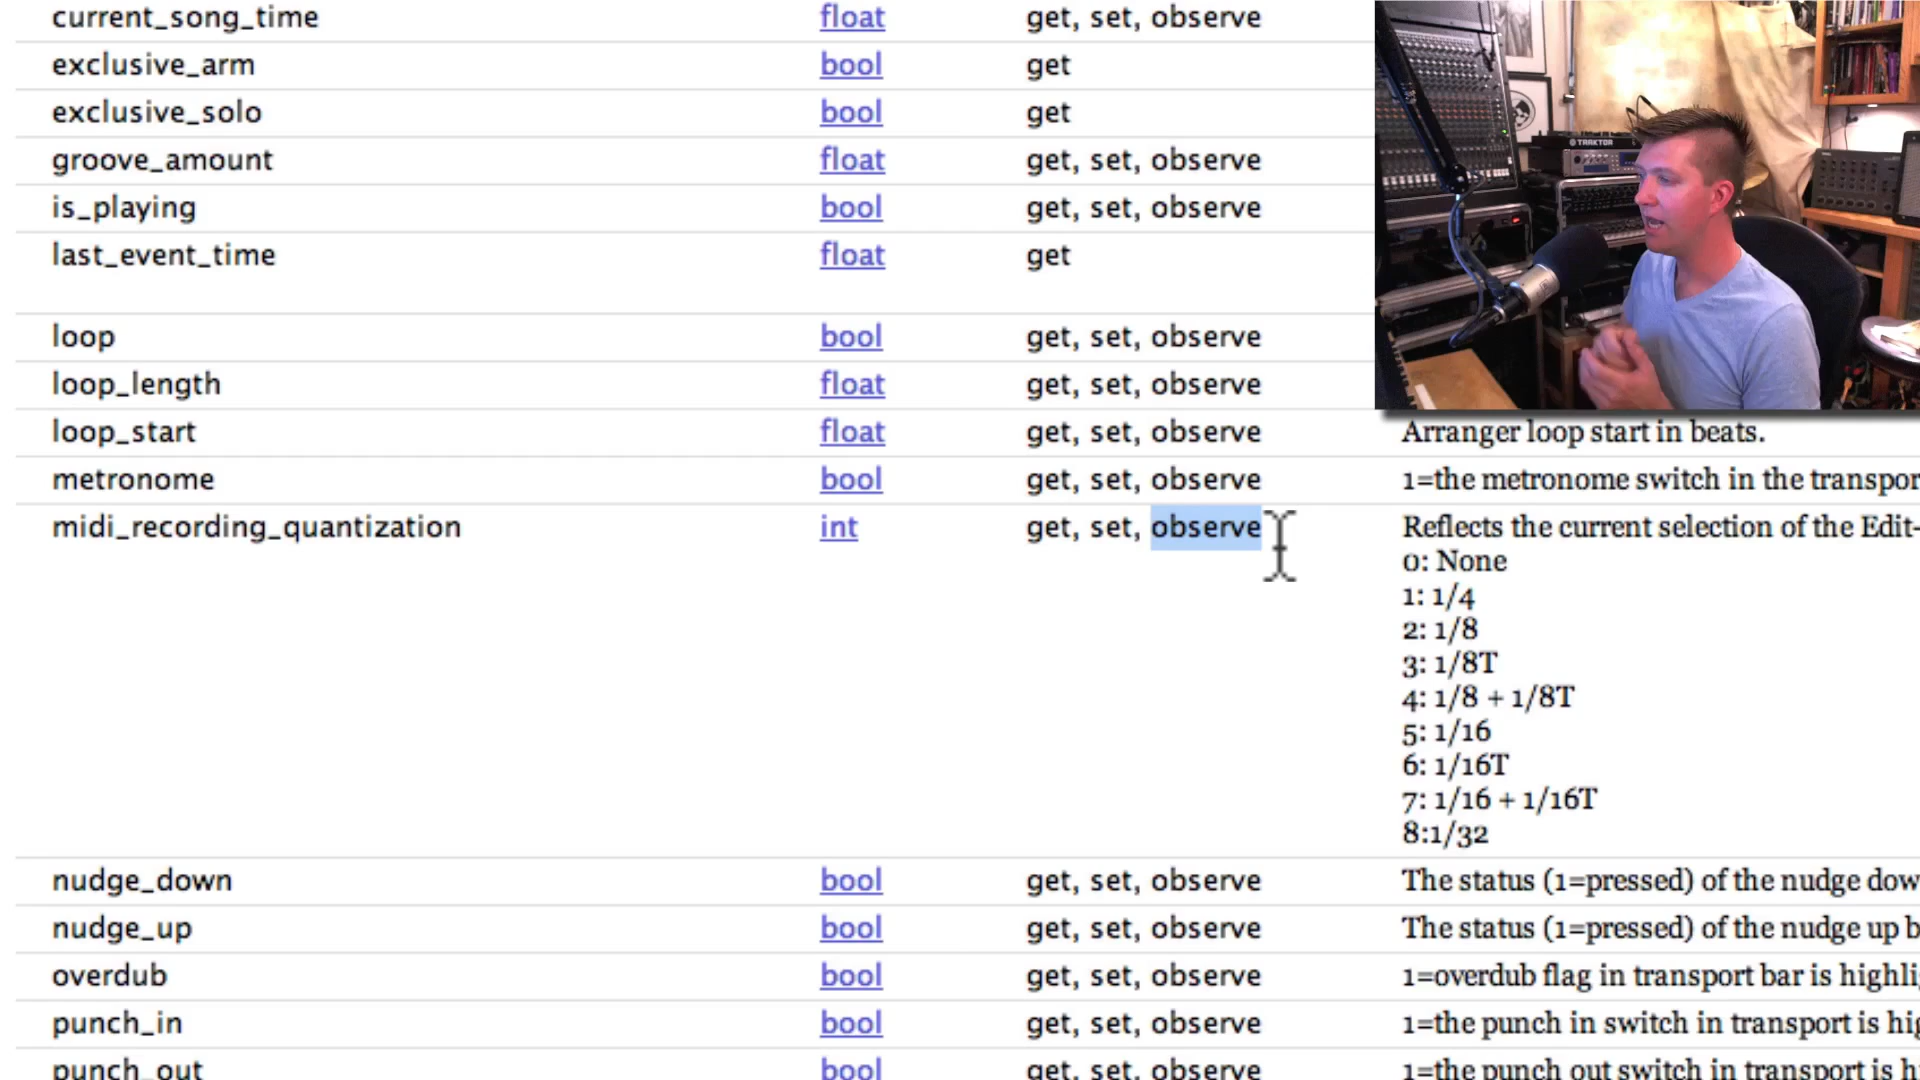 current_song_time float get, set, observe
exclusive_arm bool get
exclusive_solo bool get
groove_amount float get, set, observe
is_playing bool get, set, observe
last_event_time float get
loop bool get, set, observe
loop_length float get, set, observe
loop_start float get, set, observe Arranger loop start in beats.
metronome bool get, set, observe 1=the metronome switch in the transpor
midi_recording_quantization int get, set, observe Reflects the current selection of the Edit-
0: None
1: 1/4
2: 1/8
3: 1/8T
4: 1/8 + 1/8T
5: 1/16
6: 1/16T
7: 1/16 + 1/16T
8:1/32
nudge_down bool get, set, observe The status (1=pressed) of the nudge dow
nudge_up bool get, set, observe The status (1=pressed) of the nudge up b
overdub bool get, set, observe 1=overdub flag in transport bar is highli
punch_in bool get, set, observe 1=the punch in switch in transport is hig
punch_out bool get, set, observe 1=the punch out switch in transport is h
TRAKTOR